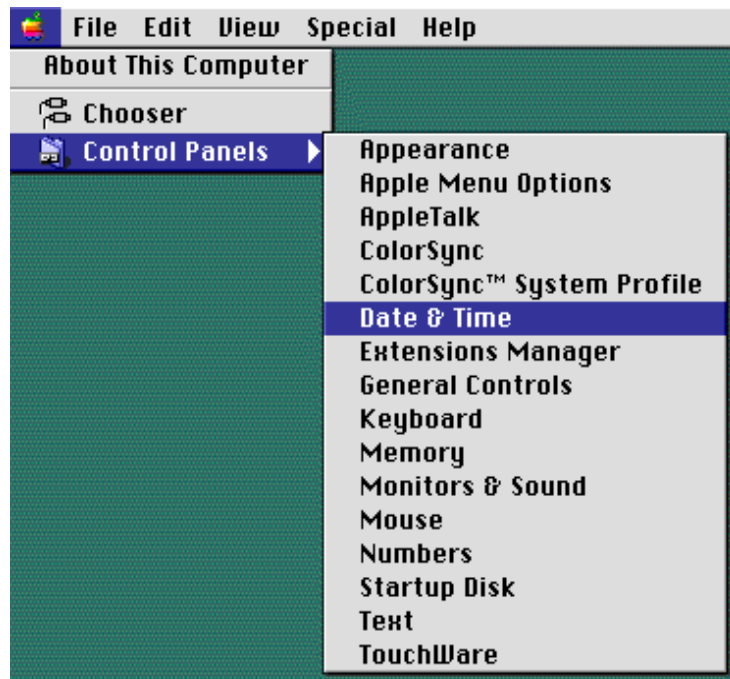 File Edit View Special Help
About This Computer
Chooser
Control Panels
Appearance
Apple Menu Options
AppleTalk
ColorSync
ColorSync™ System Profile
Date & Time
Extensions Manager
General Controls
Keyboard
Memory
Monitors & Sound
Mouse
Numbers
Startup Disk
Text
TouchWare